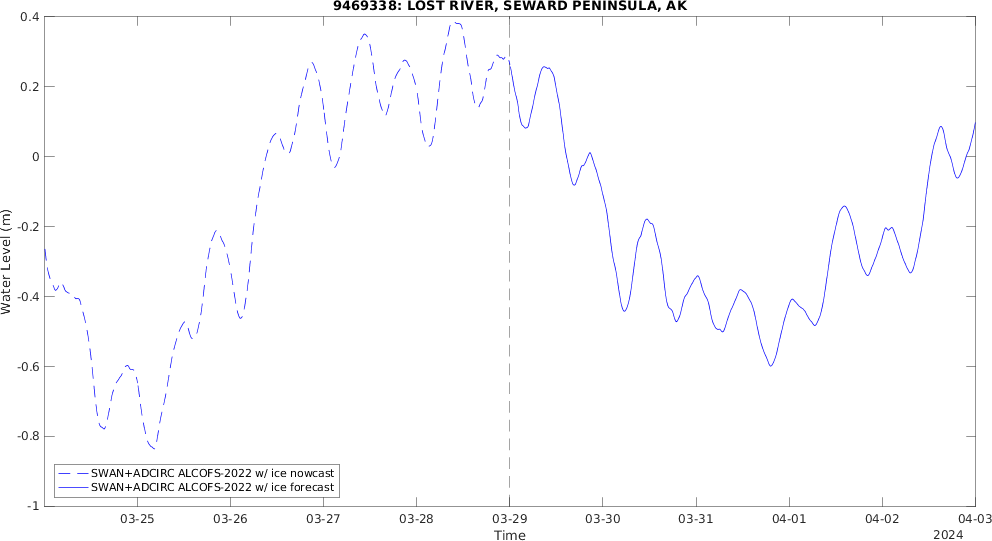 9469338: LOST RIVER, SEWARD PENINSULA, AK
0.4
0.2
0
-0.2
-0.4
-0.6
-0.8
-1
Water Level (m)
SWAN+ADCIRC ALCOFS-2022 w/ ice nowcast
SWAN+ADCIRC ALCOFS-2022 w/ ice forecast
03-25 03-26 03-27 03-28 03-29 03-30 03-31 04-01 04-02 04-03
Time
2024